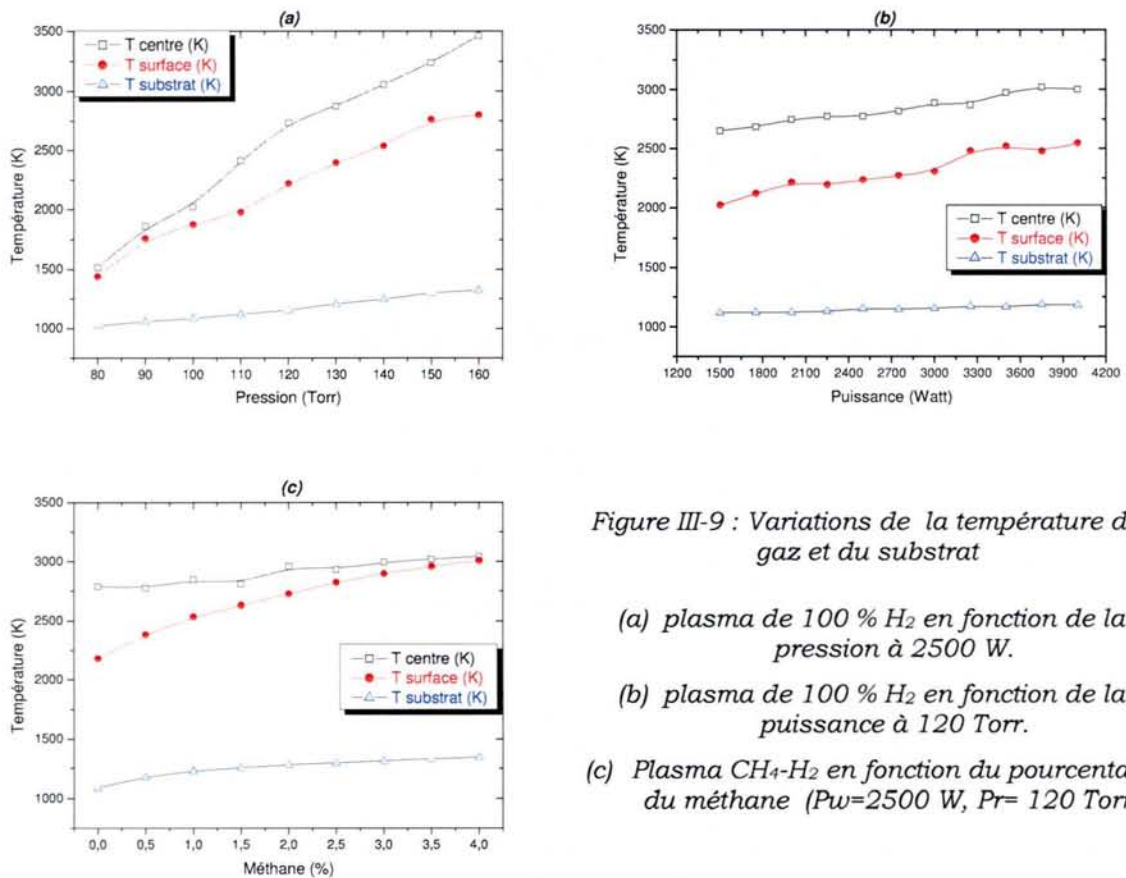 (a)
3500
3000
2500
2000
1500
1000
Température (K)
T centre (K)
T surface (K)
T substrat (K)
80 90 100 110 120 130 140 150 160
Pression (Torr)
(b)
3500
3000
2500
2000
1500
1000
Température (K)
T centre (K)
T surface (K)
T substrat (K)
1200 1500 1800 2100 2400 2700 3000 3300 3600 3900 4200
Puissance (Watt)
(c)
3500
3000
2500
2000
1500
1000
Température (K)
T centre (K)
T surface (K)
T substrat (K)
0,0 0,5 1,0 1,5 2,0 2,5 3,0 3,5 4,0
Méthane (%)
Figure III-9 : Variations de la température d
gaz et du substrat
(a) plasma de 100 % H₂ en fonction de la
pression à 2500 W.
(b) plasma de 100 % H₂ en fonction de la
puissance à 120 Torr.
(c) Plasma CH₄-H₂ en fonction du pourcenta
du méthane (Pw=2500 W, Pr= 120 Torr